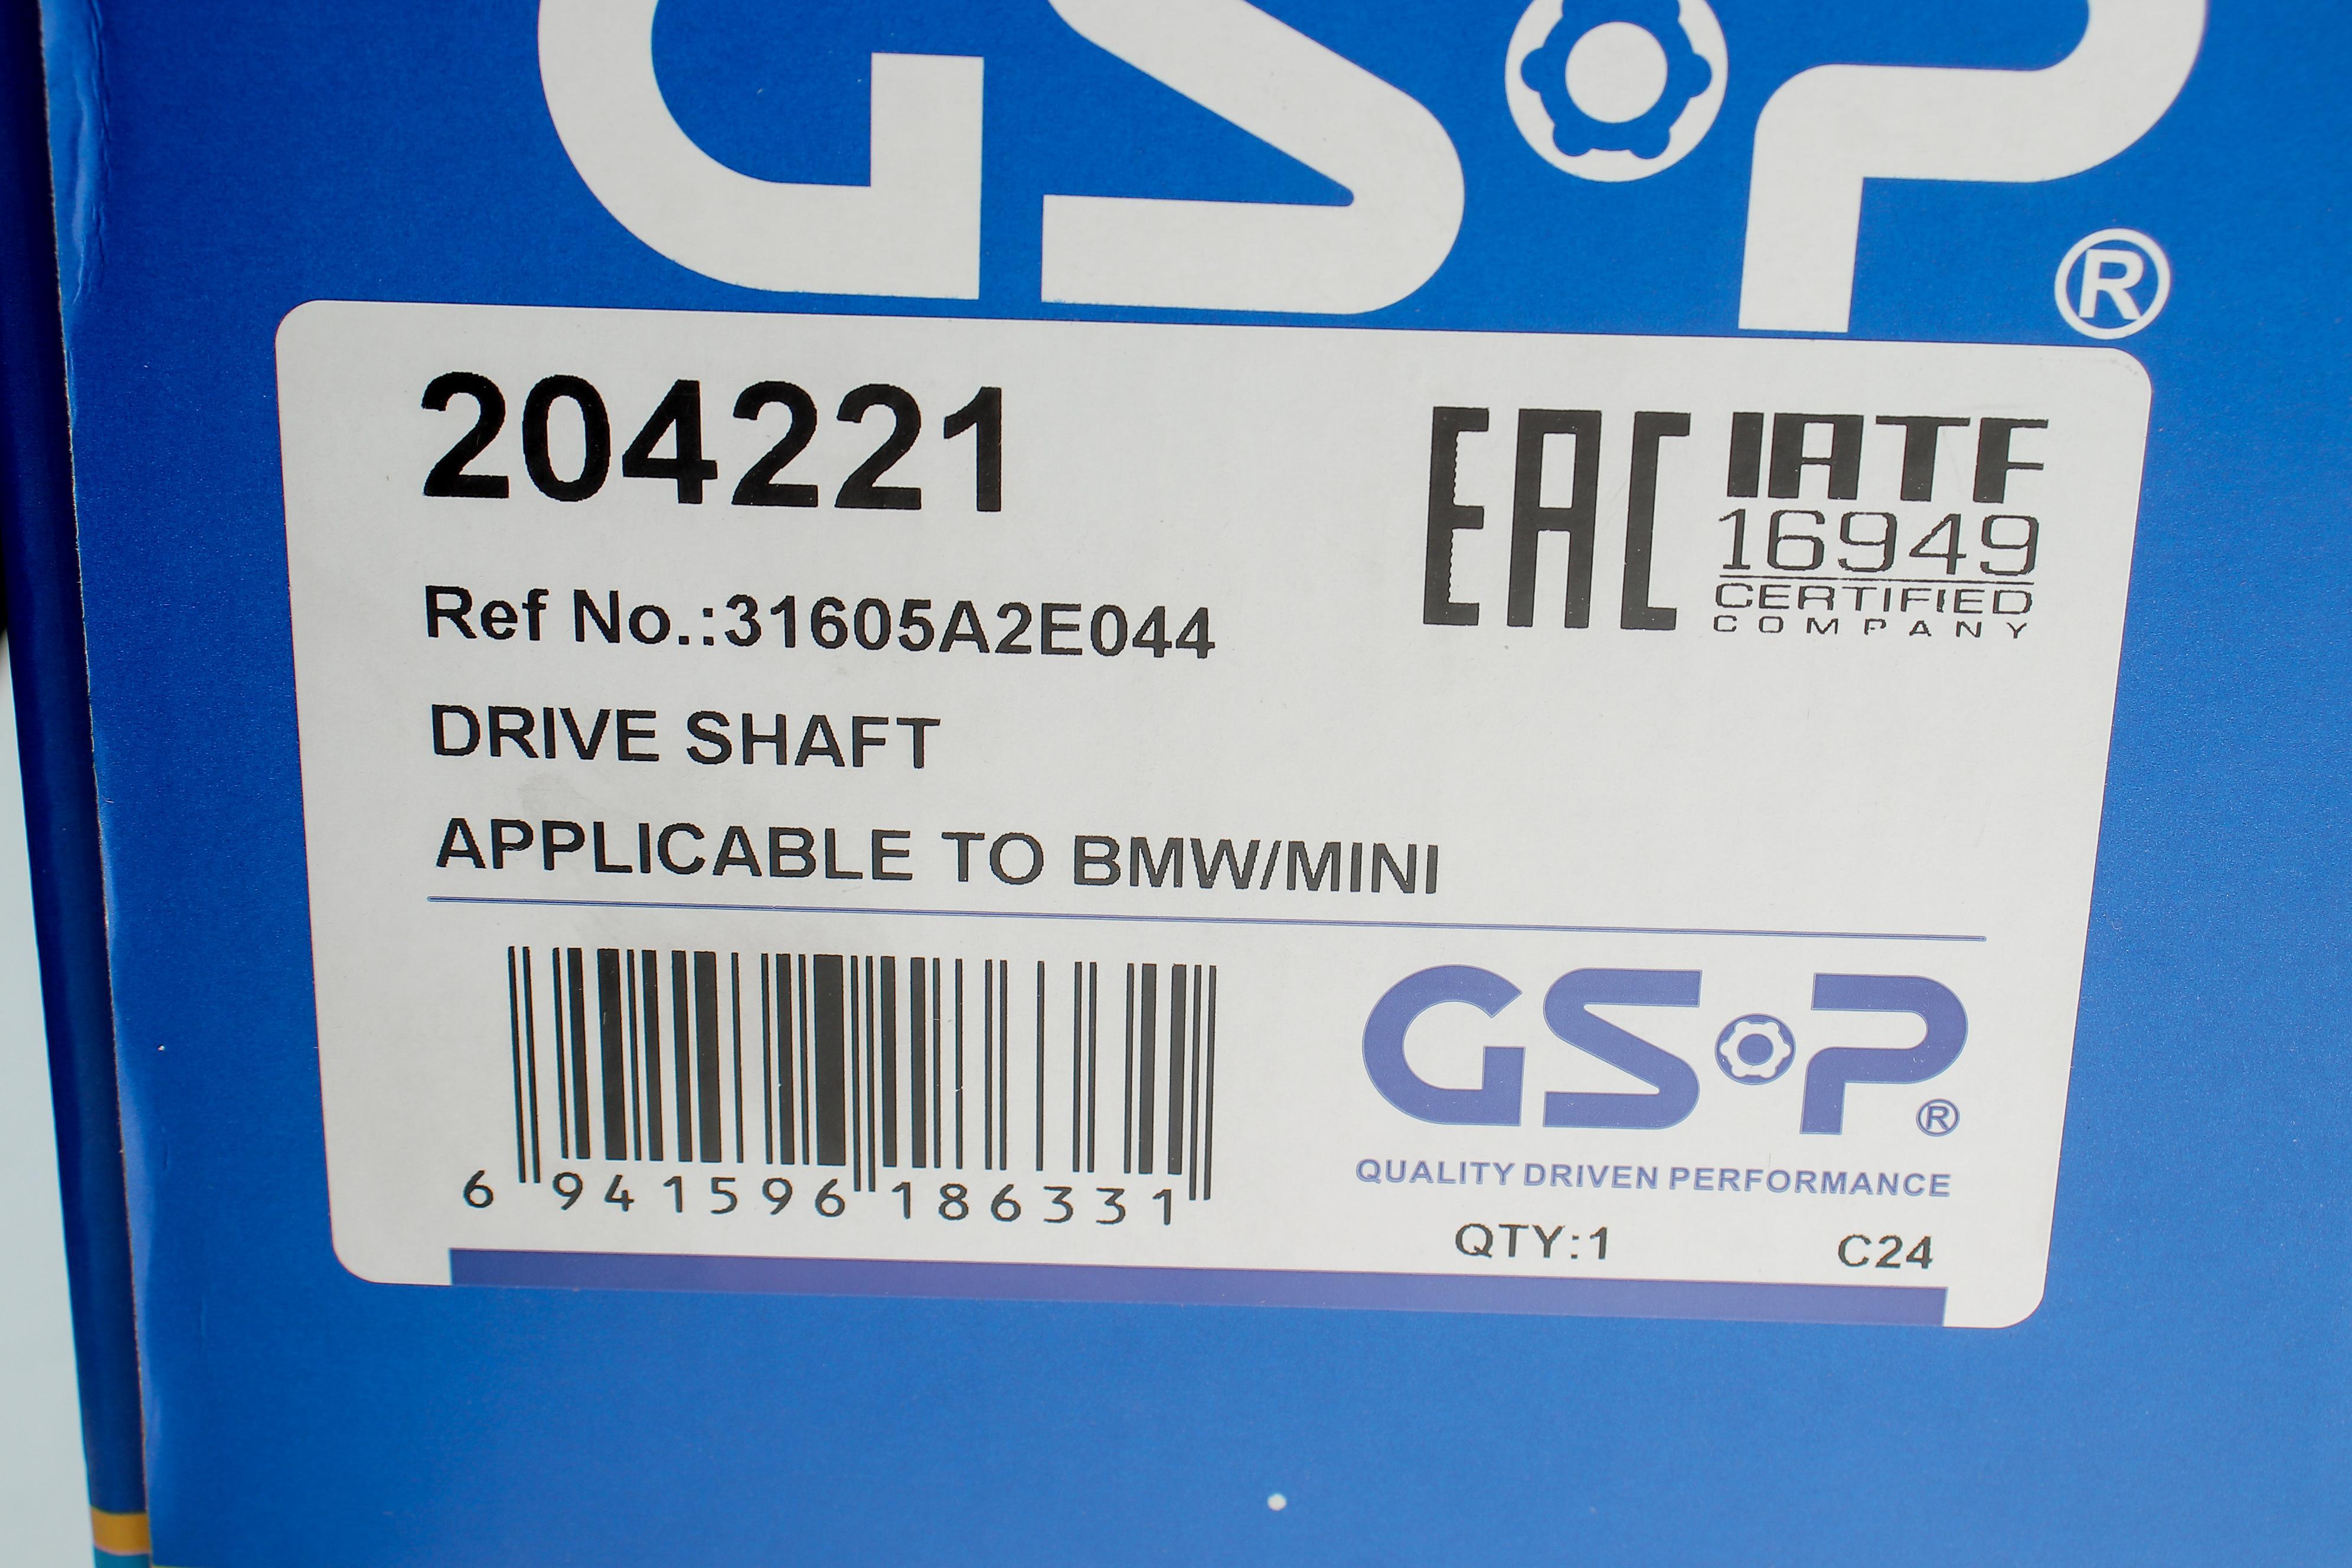 GSP®
204221
EAC
IATF
16949
CERTIFIED
COMPANY
Ref No.:31605A2E044
DRIVE SHAFT
APPLICABLE TO BMW/MINI
6 941596 186331
GSP®
QUALITY DRIVEN PERFORMANCE
QTY:1
C24